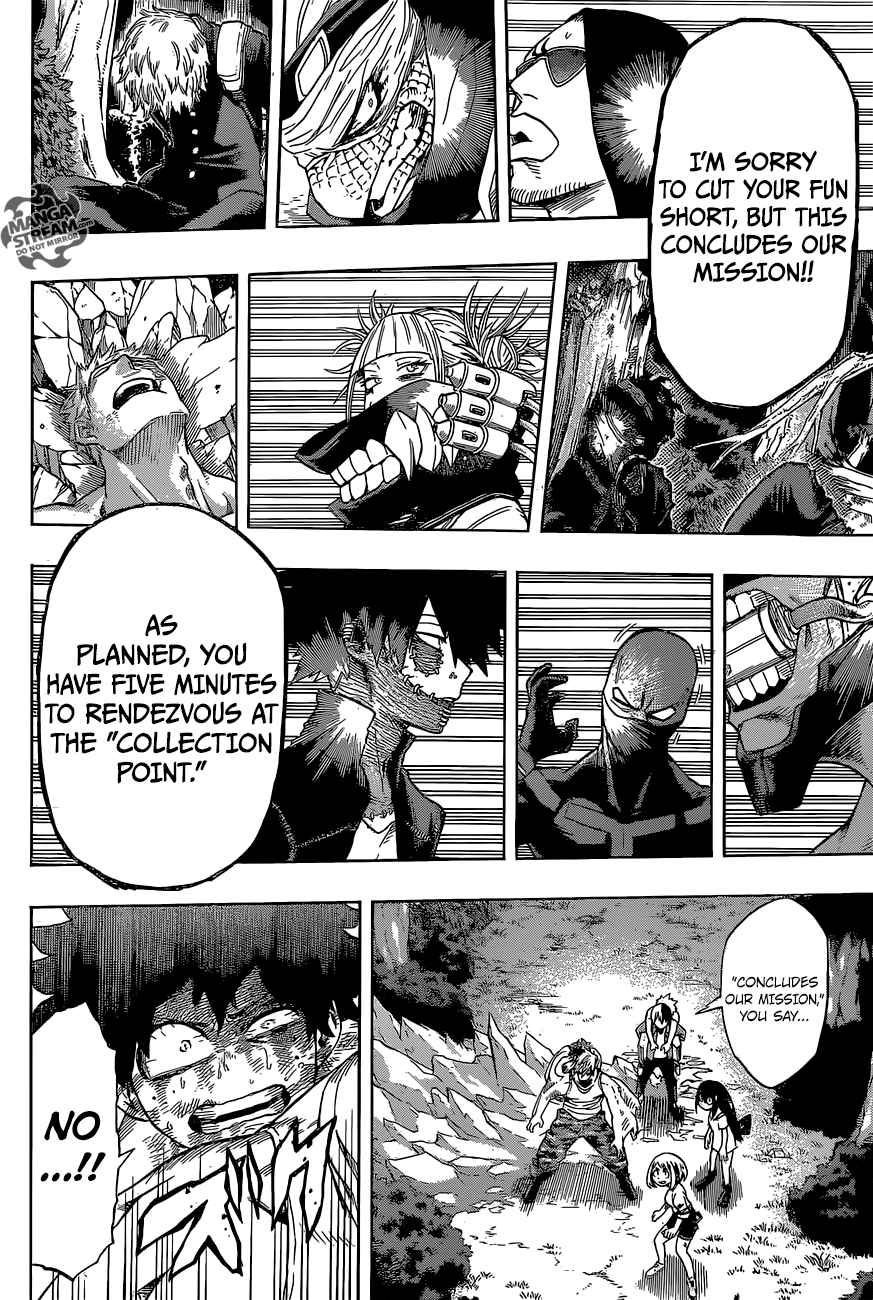 I'M SORRY
TO CUT YOUR FUN
SHORT, BUT THIS
CONCLUDES OUR
MISSION!!
MANGA
STREAM.com
DO NOT MIRROR
AS
PLANNED, YOU
HAVE FIVE MINUTES
TO RENDEZVOUS AT
THE "COLLECTION
POINT."
"CONCLUDES
OUR MISSION,"
YOU SAY...
NO
...!!